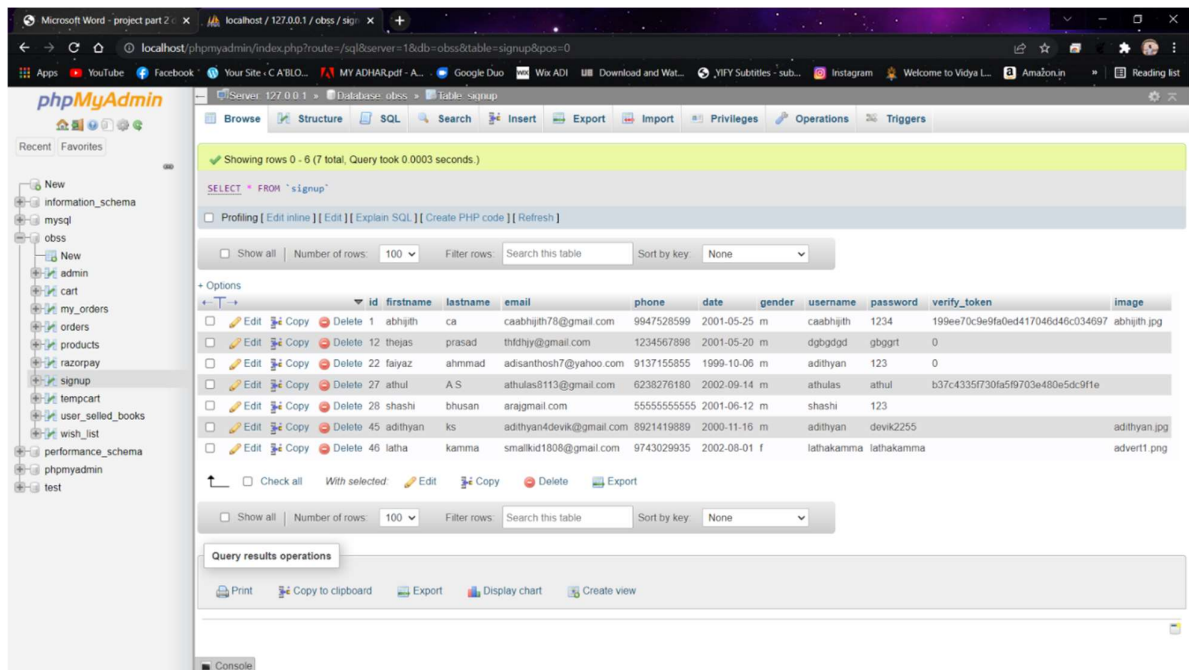 Microsoft Word - project part 2 c
localhost / 127.0.0.1 / obss / sign
localhost/phpmyadmin/index.php?route=/sql&server=1&db=obss&table=signup&pos=0
Apps YouTube Facebook Your Site ‹ C A'BLO... MY ADHAR.pdf - A... Google Duo Wix ADI Download and Wat... YIFY Subtitles - sub... Instagram Welcome to Vidya L... Amazon.in » Reading list
phpMyAdmin
Recent Favorites
New
information_schema
mysql
obss
New
admin
cart
my_orders
orders
products
razorpay
signup
tempcart
user_selled_books
wish_list
performance_schema
phpmyadmin
test
Server: 127.0.0.1 » Database: obss » Table: signup
Browse Structure SQL Search Insert Export Import Privileges Operations Triggers
Showing rows 0 - 6 (7 total, Query took 0.0003 seconds.)
SELECT * FROM `signup`
Profiling [ Edit inline ] [ Edit ] [ Explain SQL ] [ Create PHP code ] [ Refresh ]
Show all Number of rows: 100 Filter rows: Search this table Sort by key: None
+ Options
id firstname lastname email phone date gender username password verify_token image
Edit Copy Delete 1 abhijith ca caabhijith78@gmail.com 9947528599 2001-05-25 m caabhijith 1234 199ee70c9e9fa0ed417046d46c034697 abhijith.jpg
Edit Copy Delete 12 thejas prasad thfdhjy@gmail.com 1234567898 2001-05-20 m dgbgdgd gbggrt 0
Edit Copy Delete 22 faiyaz ahmmad adisanthosh7@yahoo.com 9137155855 1999-10-06 m adithyan 123 0
Edit Copy Delete 27 athul A.S athulas8113@gmail.com 6238276180 2002-09-14 m athulas athul b37c4335f730fa5f9703e480e5dc9f1e
Edit Copy Delete 28 shashi bhusan arajgmail.com 55555555555 2001-06-12 m shashi 123
Edit Copy Delete 45 adithyan ks adithyan4devik@gmail.com 8921419889 2000-11-16 m adithyan devik2255 adithyan.jpg
Edit Copy Delete 46 latha kamma smallkid1808@gmail.com 9743029935 2002-08-01 f lathakamma lathakamma advert1.png
Check all With selected: Edit Copy Delete Export
Show all Number of rows: 100 Filter rows: Search this table Sort by key: None
Query results operations
Print Copy to clipboard Export Display chart Create view
Console